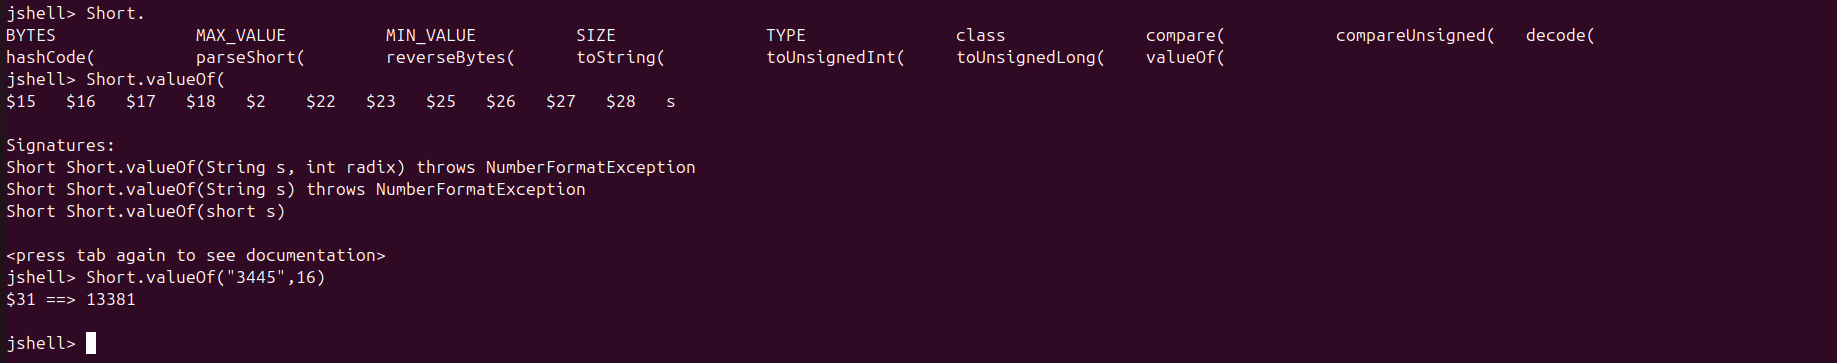 jshell> Short.
BYTES MAX_VALUE MIN_VALUE SIZE TYPE class compare( compareUnsigned( decode(
hashCode( parseShort( reverseBytes( toString( toUnsignedInt( toUnsignedLong( valueOf(
jshell> Short.valueOf(
$15 $16 $17 $18 $2 $22 $23 $25 $26 $27 $28 s
Signatures:
Short Short.valueOf(String s, int radix) throws NumberFormatException
Short Short.valueOf(String s) throws NumberFormatException
Short Short.valueOf(short s)
<press tab again to see documentation>
jshell> Short.valueOf("3445",16)
$31 ==> 13381
jshell>